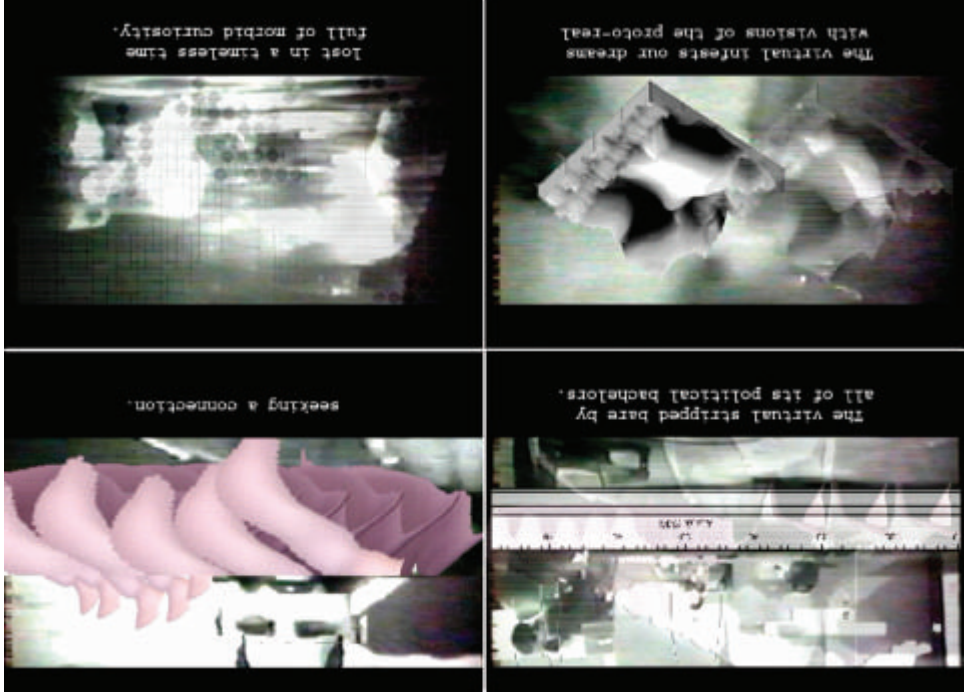 The virtual stripped bare by
all of its political bachelors.
seeking a connection.
The virtual infests our dreams
with visions of the proto-real
lost in a timeless time
full of morbid curiosity.